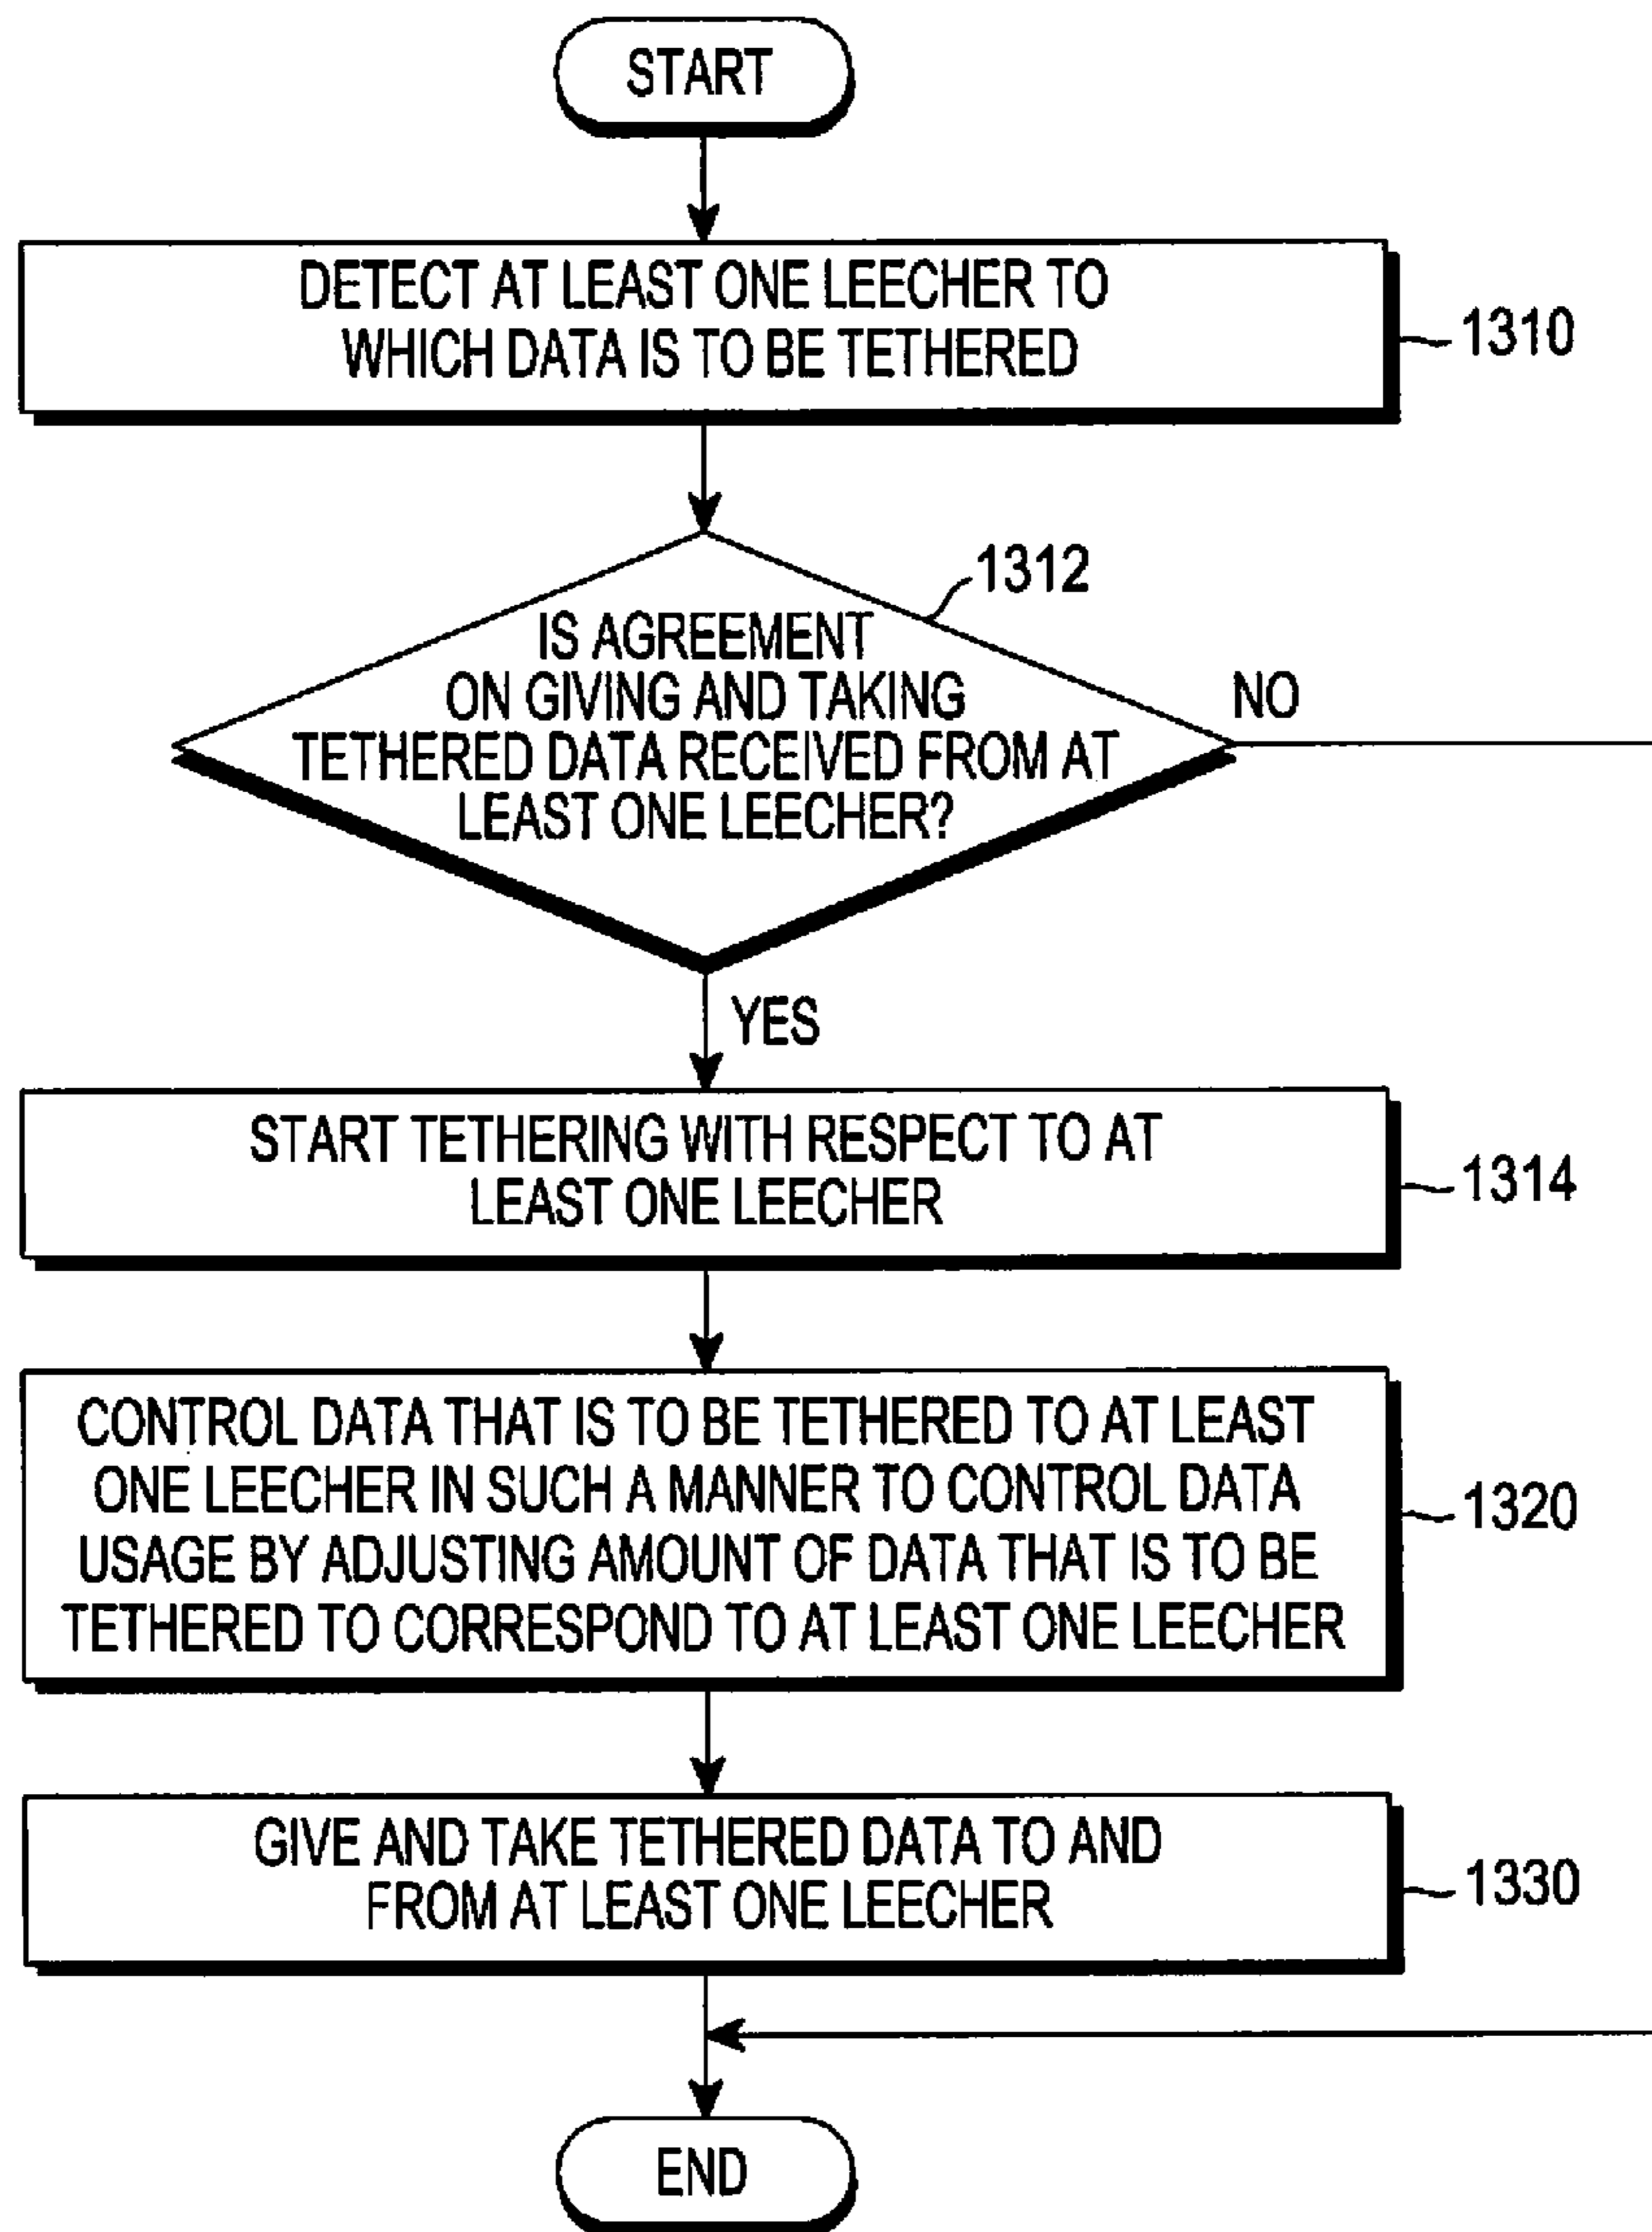 START
DETECT AT LEAST ONE LEECHER TO
WHICH DATA IS TO BE TETHERED
1310
1312
IS AGREEMENT
ON GIVING AND TAKING
TETHERED DATA RECEIVED FROM AT
LEAST ONE LEECHER?
NO
YES
START TETHERING WITH RESPECT TO AT
LEAST ONE LEECHER
1314
CONTROL DATA THAT IS TO BE TETHERED TO AT LEAST
ONE LEECHER IN SUCH A MANNER TO CONTROL DATA
USAGE BY ADJUSTING AMOUNT OF DATA THAT IS TO BE
TETHERED TO CORRESPOND TO AT LEAST ONE LEECHER
1320
GIVE AND TAKE TETHERED DATA TO AND
FROM AT LEAST ONE LEECHER
1330
END